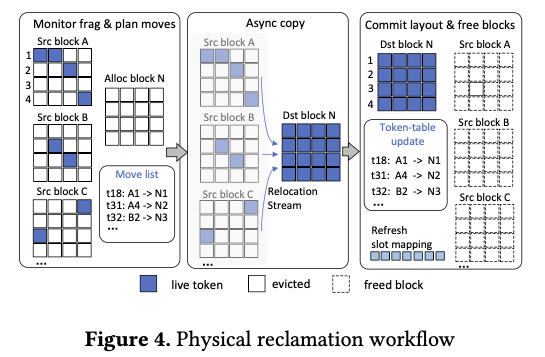 Monitor frag & plan moves
Src block A
1
2
3
4
Alloc block N
Src block B
Move list
t18: A1 -> N1
t31: A4 -> N2
t32: B2 -> N3
...
Src block C
...
Async copy
Src block A
Src block B
Src block C
Dst block N
Relocation
Stream
...
Commit layout & free blocks
Dst block N
1
2
3
4
Src block A
Token-table
update
t18: A1 -> N1
t31: A4 -> N2
t32: B2 -> N3
...
Src block B
Src block C
Refresh
slot mapping
...
live token
evicted
freed block
Figure 4. Physical reclamation workflow